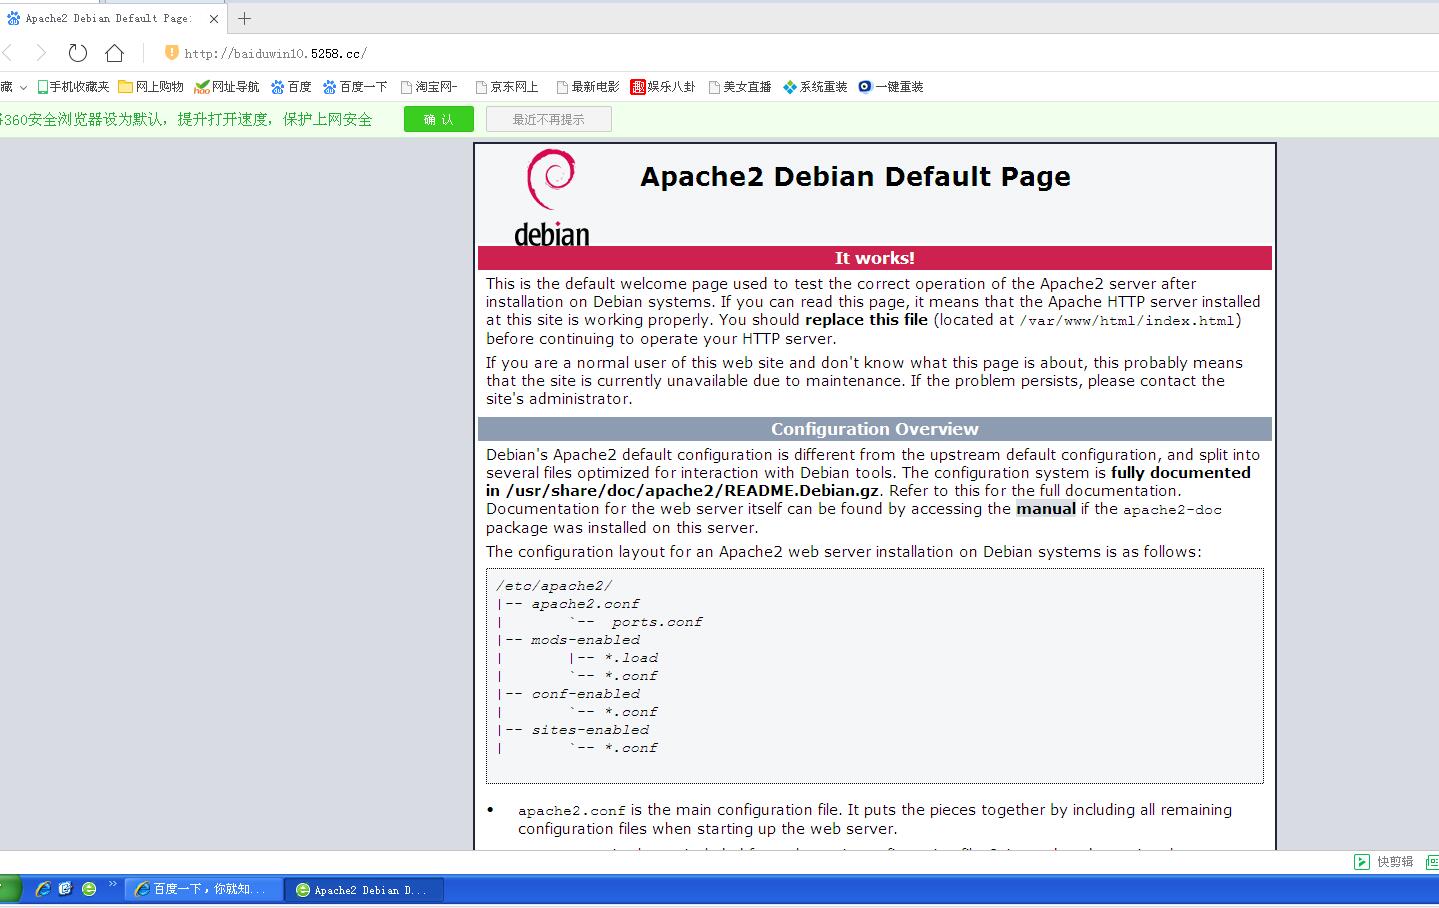 Apache2 Debian Default Page:
http://baiduwin10.5258.cc/
藏 手机收藏夹 网上购物 网址导航 百度 百度一下 淘宝网- 京东网上 最新电影 娱乐八卦 美女直播 系统重装 一键重装
360安全浏览器设为默认，提升打开速度，保护上网安全 确 认 最近不再提示
debian
Apache2 Debian Default Page
It works!
This is the default welcome page used to test the correct operation of the Apache2 server after
installation on Debian systems. If you can read this page, it means that the Apache HTTP server installed
at this site is working properly. You should replace this file (located at /var/www/html/index.html)
before continuing to operate your HTTP server.
If you are a normal user of this web site and don't know what this page is about, this probably means
that the site is currently unavailable due to maintenance. If the problem persists, please contact the
site's administrator.
Configuration Overview
Debian's Apache2 default configuration is different from the upstream default configuration, and split into
several files optimized for interaction with Debian tools. The configuration system is fully documented
in /usr/share/doc/apache2/README.Debian.gz. Refer to this for the full documentation.
Documentation for the web server itself can be found by accessing the manual if the apache2-doc
package was installed on this server.
The configuration layout for an Apache2 web server installation on Debian systems is as follows:
/etc/apache2/
|-- apache2.conf
|       `--  ports.conf
|-- mods-enabled
|       |-- *.load
|       `-- *.conf
|-- conf-enabled
|       `-- *.conf
|-- sites-enabled
|       `-- *.conf
• apache2.conf is the main configuration file. It puts the pieces together by including all remaining
configuration files when starting up the web server.
快剪辑
百度一下，你就知... Apache2 Debian D...